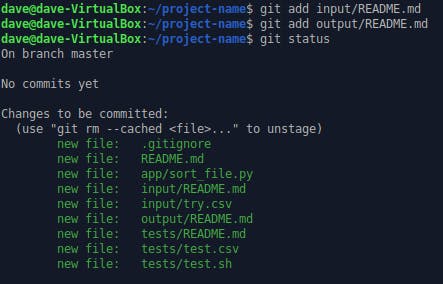 dave@dave-VirtualBox:~/project-name$ git add input/README.md
dave@dave-VirtualBox:~/project-name$ git add output/README.md
dave@dave-VirtualBox:~/project-name$ git status
On branch master
No commits yet
Changes to be committed:
(use "git rm --cached <file>..." to unstage)
new file: .gitignore
new file: README.md
new file: app/sort_file.py
new file: input/README.md
new file: input/try.csv
new file: output/README.md
new file: tests/README.md
new file: tests/test.csv
new file: tests/test.sh